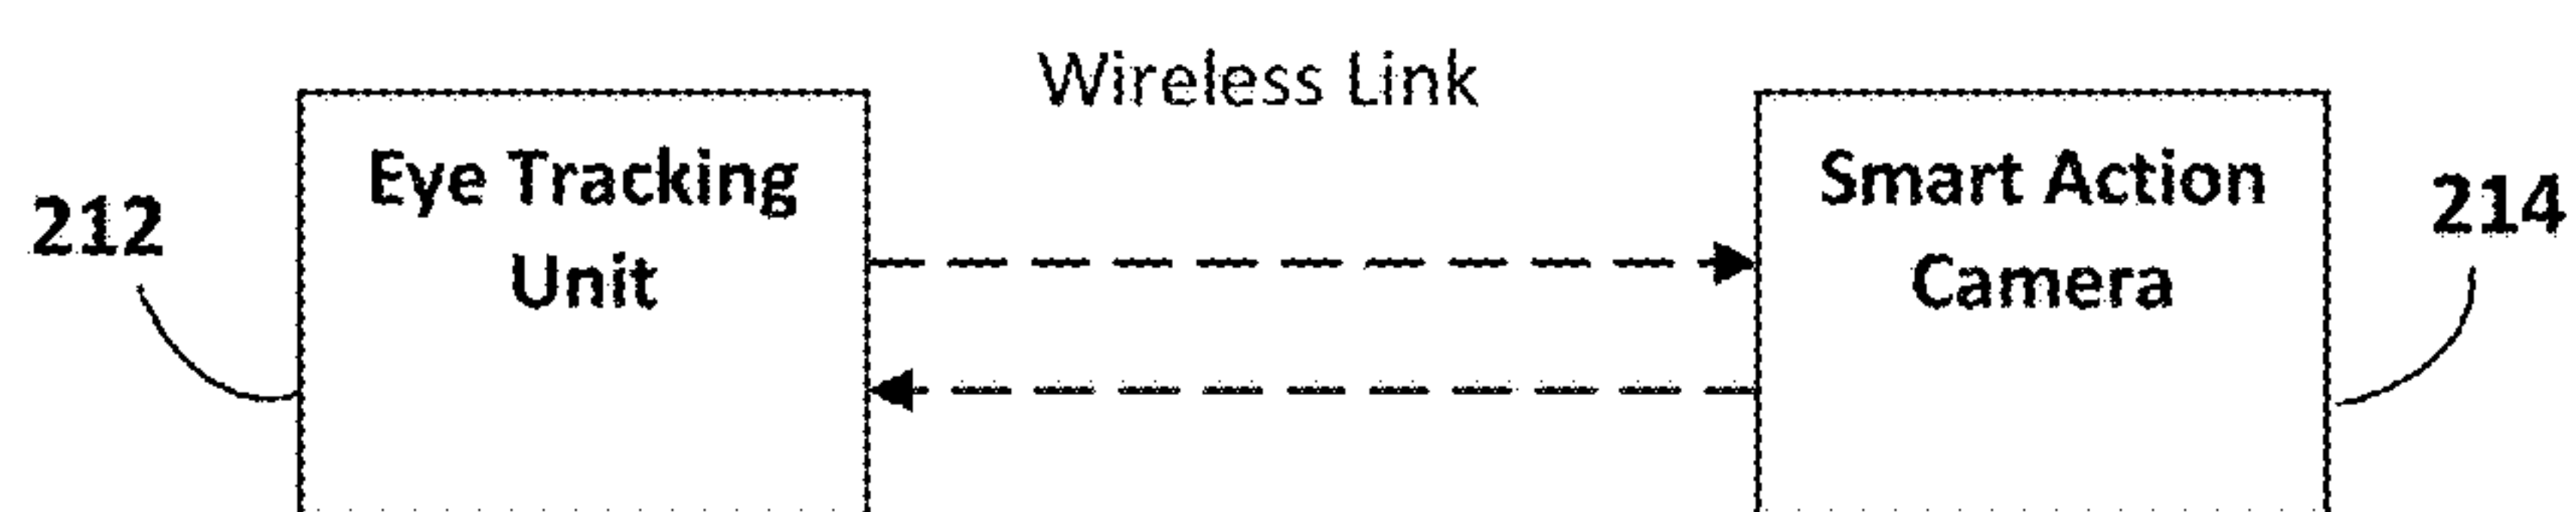 Wireless Link
Eye Tracking
Unit
Smart Action
Camera
212
214